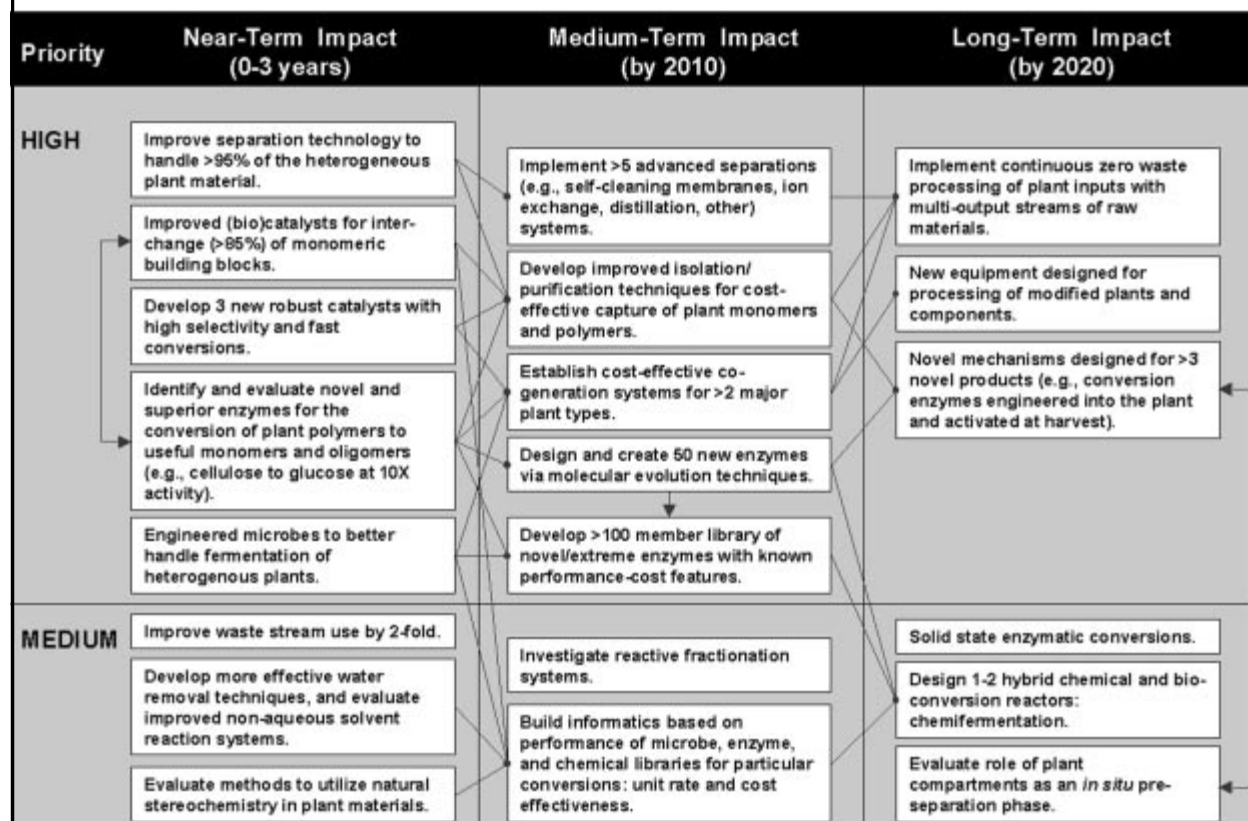 Priority
Near-Term Impact
(0-3 years)
Medium-Term Impact
(by 2010)
Long-Term Impact
(by 2020)
HIGH
Improve separation technology to
handle >95% of the heterogeneous
plant material.
Improved (bio)catalysts for inter-
change (>85%) of monomeric
building blocks.
Develop 3 new robust catalysts with
high selectivity and fast
conversions.
Identify and evaluate novel and
superior enzymes for the
conversion of plant polymers to
useful monomers and oligomers
(e.g., cellulose to glucose at 10X
activity).
Engineered microbes to better
handle fermentation of
heterogenous plants.
Implement >5 advanced separations
(e.g., self-cleaning membranes, ion
exchange, distillation, other)
systems.
Develop improved isolation/
purification techniques for cost-
effective capture of plant monomers
and polymers.
Establish cost-effective co-
generation systems for >2 major
plant types.
Design and create 50 new enzymes
via molecular evolution techniques.
Develop >100 member library of
novel/extreme enzymes with known
performance-cost features.
Implement continuous zero waste
processing of plant inputs with
multi-output streams of raw
materials.
New equipment designed for
processing of modified plants and
components.
Novel mechanisms designed for >3
novel products (e.g., conversion
enzymes engineered into the plant
and activated at harvest).
MEDIUM
Improve waste stream use by 2-fold.
Develop more effective water
removal techniques, and evaluate
improved non-aqueous solvent
reaction systems.
Evaluate methods to utilize natural
stereochemistry in plant materials.
Investigate reactive fractionation
systems.
Build informatics based on
performance of microbe, enzyme,
and chemical libraries for particular
conversions: unit rate and cost
effectiveness.
Solid state enzymatic conversions.
Design 1-2 hybrid chemical and bio-
conversion reactors:
chemifermentation.
Evaluate role of plant
compartments as an in situ pre-
separation phase.